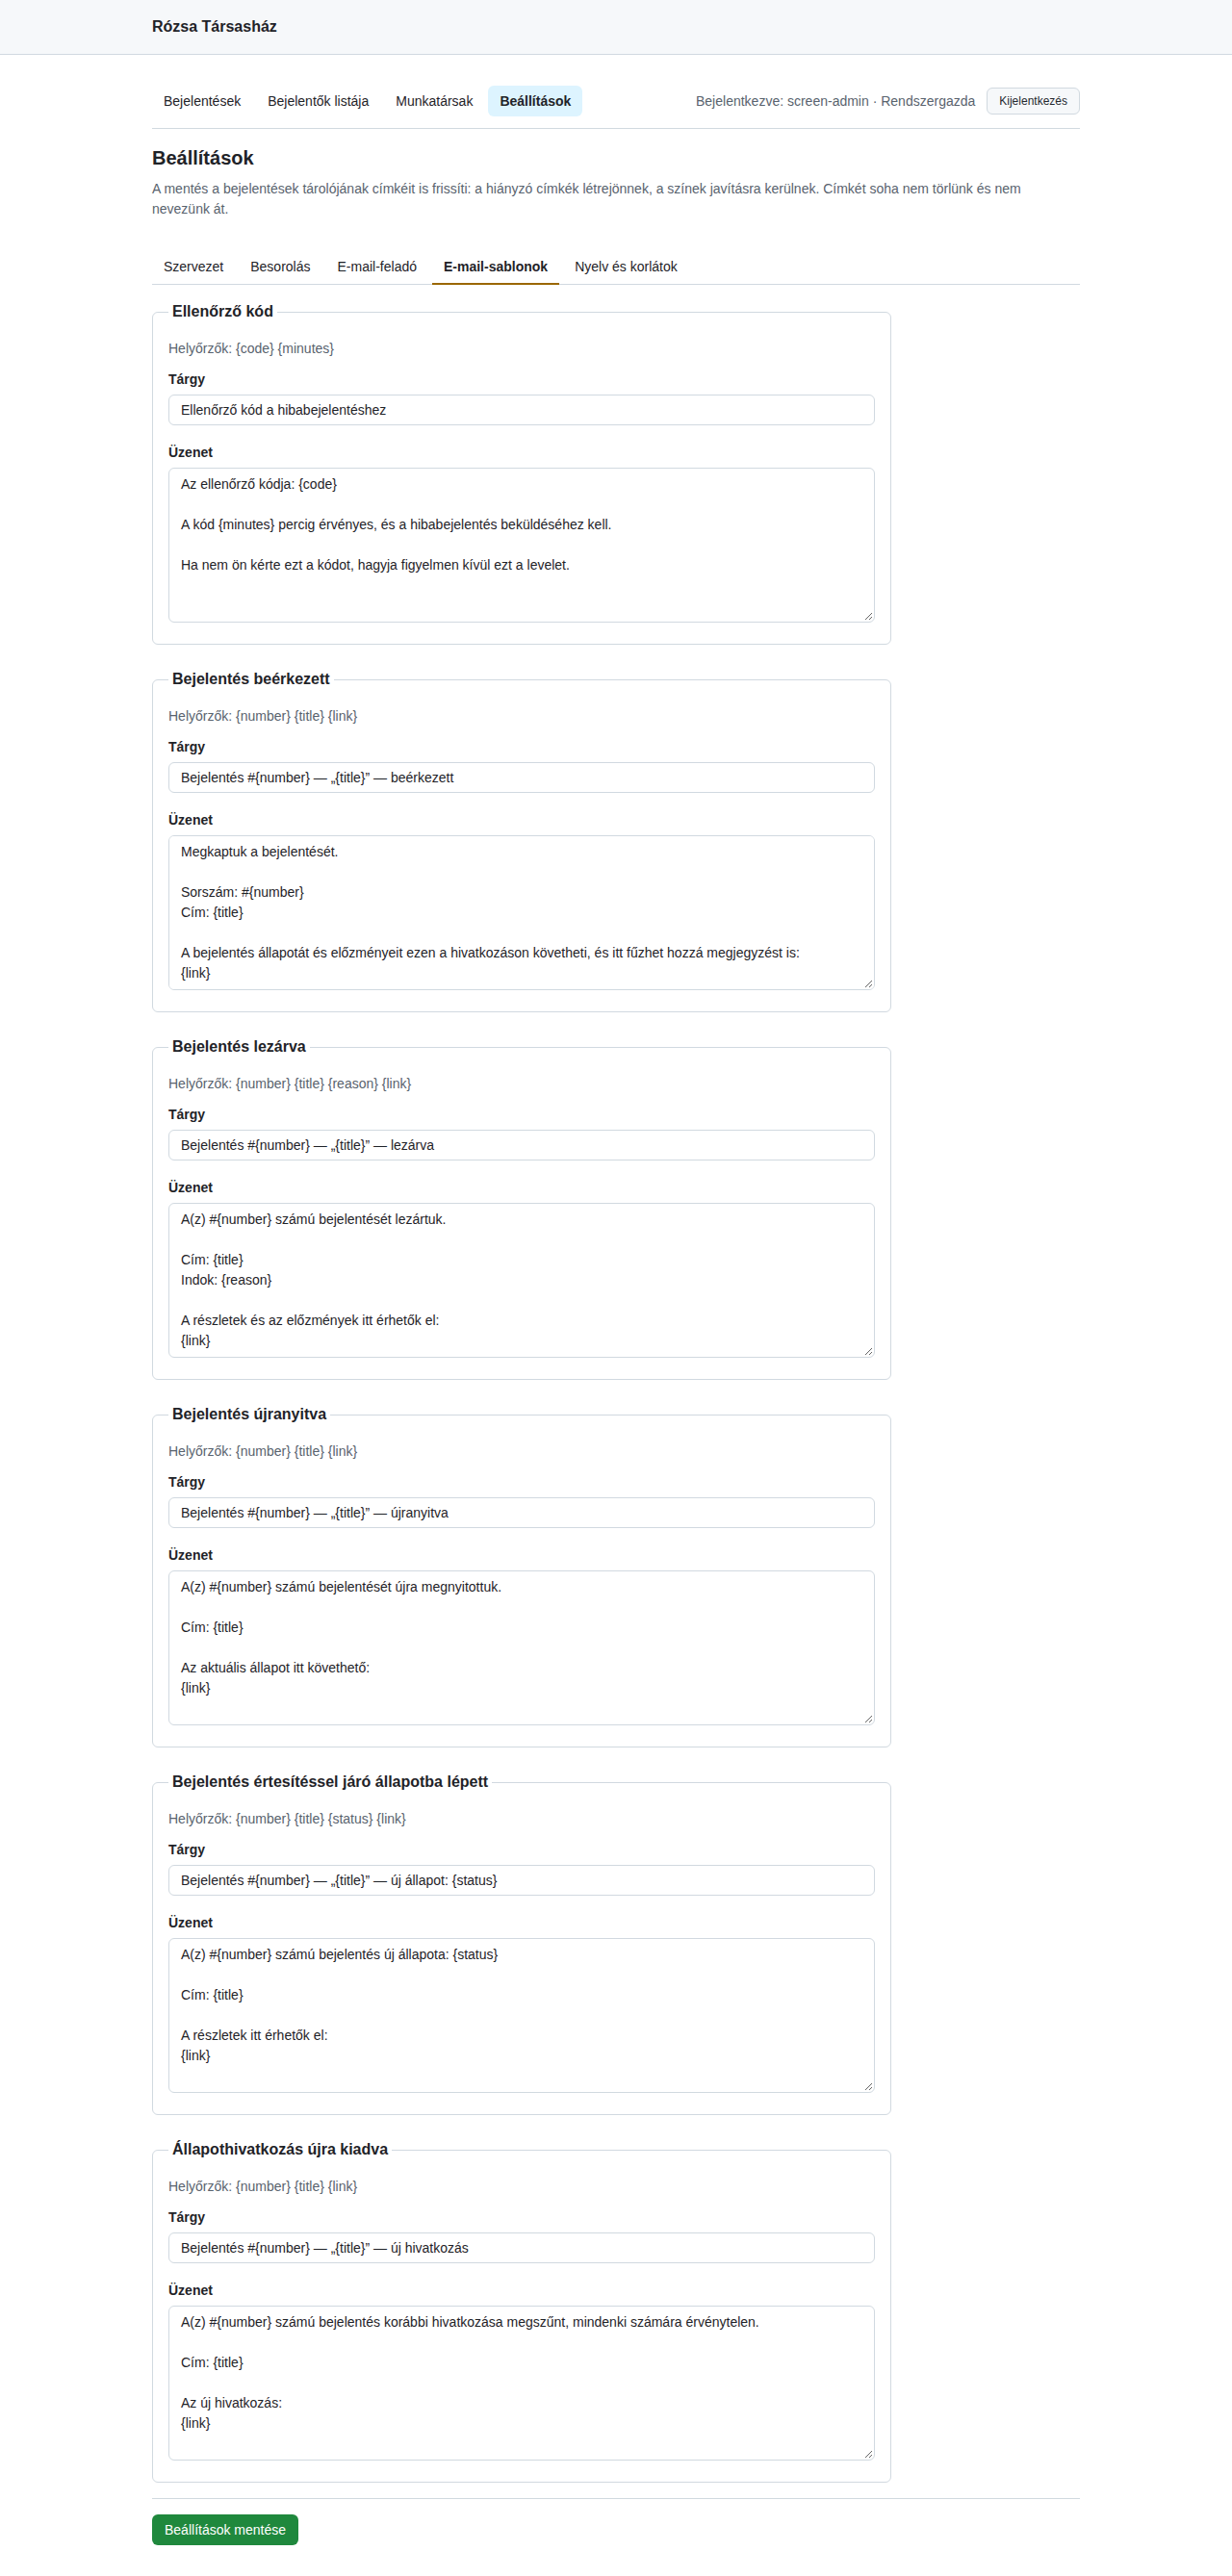 Rózsa Társasház
Bejelentések Bejelentők listája Munkatársak Beállítások Bejelentkezve: screen-admin · Rendszergazda Kijelentkezés
Beállítások
A mentés a bejelentések tárolójának címkéit is frissíti: a hiányzó címkék létrejönnek, a színek javításra kerülnek. Címkét soha nem törlünk és nem
nevezünk át.
Szervezet Besorolás E-mail-feladó E-mail-sablonok Nyelv és korlátok
Ellenőrző kód
Helyőrzők: {code} {minutes}
Tárgy
Ellenőrző kód a hibabejelentéshez
Üzenet
Az ellenőrző kódja: {code}
A kód {minutes} percig érvényes, és a hibabejelentés beküldéséhez kell.
Ha nem ön kérte ezt a kódot, hagyja figyelmen kívül ezt a levelet.
Bejelentés beérkezett
Helyőrzők: {number} {title} {link}
Tárgy
Bejelentés #{number} — „{title}” — beérkezett
Üzenet
Megkaptuk a bejelentését.
Sorszám: #{number}
Cím: {title}
A bejelentés állapotát és előzményeit ezen a hivatkozáson követheti, és itt fűzhet hozzá megjegyzést is:
{link}
Bejelentés lezárva
Helyőrzők: {number} {title} {reason} {link}
Tárgy
Bejelentés #{number} — „{title}” — lezárva
Üzenet
A(z) #{number} számú bejelentését lezártuk.
Cím: {title}
Indok: {reason}
A részletek és az előzmények itt érhetők el:
{link}
Bejelentés újranyitva
Helyőrzők: {number} {title} {link}
Tárgy
Bejelentés #{number} — „{title}” — újranyitva
Üzenet
A(z) #{number} számú bejelentését újra megnyitottuk.
Cím: {title}
Az aktuális állapot itt követhető:
{link}
Bejelentés értesítéssel járó állapotba lépett
Helyőrzők: {number} {title} {status} {link}
Tárgy
Bejelentés #{number} — „{title}” — új állapot: {status}
Üzenet
A(z) #{number} számú bejelentés új állapota: {status}
Cím: {title}
A részletek itt érhetők el:
{link}
Állapothivatkozás újra kiadva
Helyőrzők: {number} {title} {link}
Tárgy
Bejelentés #{number} — „{title}” — új hivatkozás
Üzenet
A(z) #{number} számú bejelentés korábbi hivatkozása megszűnt, mindenki számára érvénytelen.
Cím: {title}
Az új hivatkozás:
{link}
Beállítások mentése